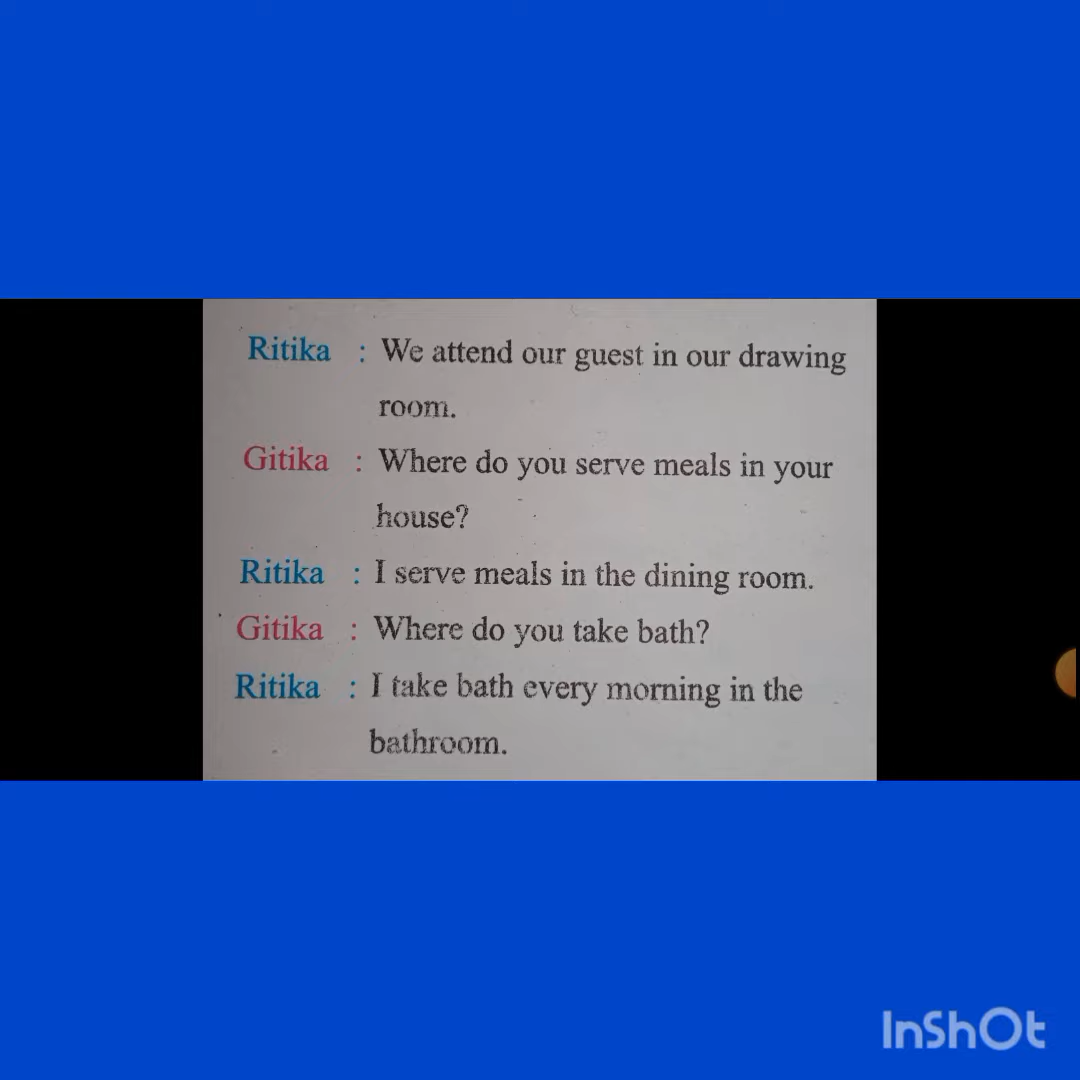 Ritika : We attend our guest in our drawing
room.
Gitika : Where do you serve meals in your
house?
Ritika : I serve meals in the dining room.
Gitika : Where do you take bath?
Ritika : I take bath every morning in the
bathroom.
InShOt